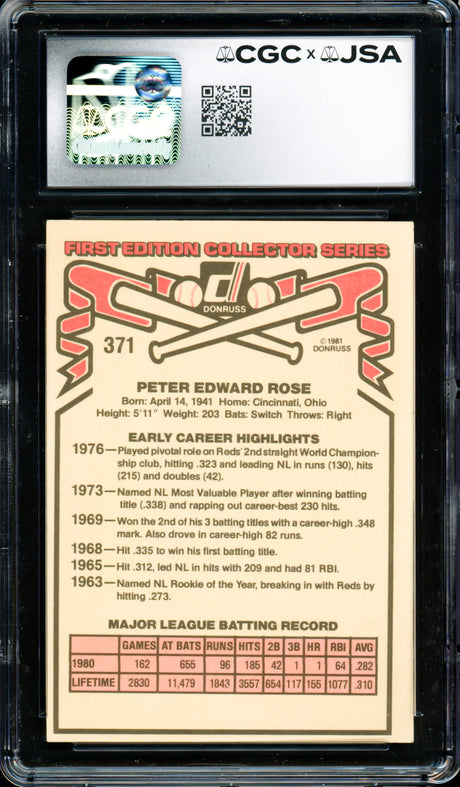 CGC x JSA
FIRST EDITION COLLECTOR SERIES
DONRUSS
371
© 1981
DONRUSS
PETER EDWARD ROSE
Born: April 14, 1941 Home: Cincinnati, Ohio
Height: 5'11" Weight: 203 Bats: Switch Throws: Right
EARLY CAREER HIGHLIGHTS
1976—Played pivotal role on Reds' 2nd straight World Champion-
ship club, hitting .323 and leading NL in runs (130), hits
(215) and doubles (42).
1973—Named NL Most Valuable Player after winning batting
title (.338) and rapping out career-best 230 hits.
1969—Won the 2nd of his 3 batting titles with a career-high .348
mark. Also drove in career-high 82 runs.
1968—Hit .335 to win his first batting title.
1965—Hit .312, led NL in hits with 209 and had 81 RBI.
1963—Named NL Rookie of the Year, breaking in with Reds by
hitting .273.
MAJOR LEAGUE BATTING RECORD
GAMES AT BATS RUNS HITS 2B 3B HR RBI AVG
1980 162 655 96 185 42 1 1 64 .282
LIFETIME 2830 11,479 1843 3557 654 117 155 1077 .310